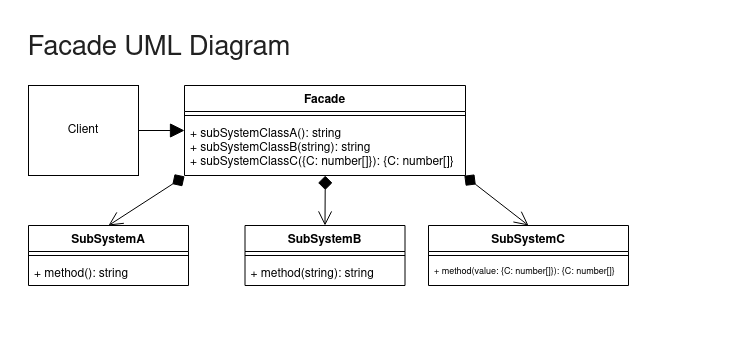 Facade UML Diagram
Facade
Client
+ subSystemClassA(): string
+ subSystemClassB(string): string
+ subSystemClassC({C: number[]}): {C: number[]}
SubSystemA
SubSystemB
SubSystemC
+ method(): string
+ method(string): string
+ method(value: {C: number[]}): {C: number[]}